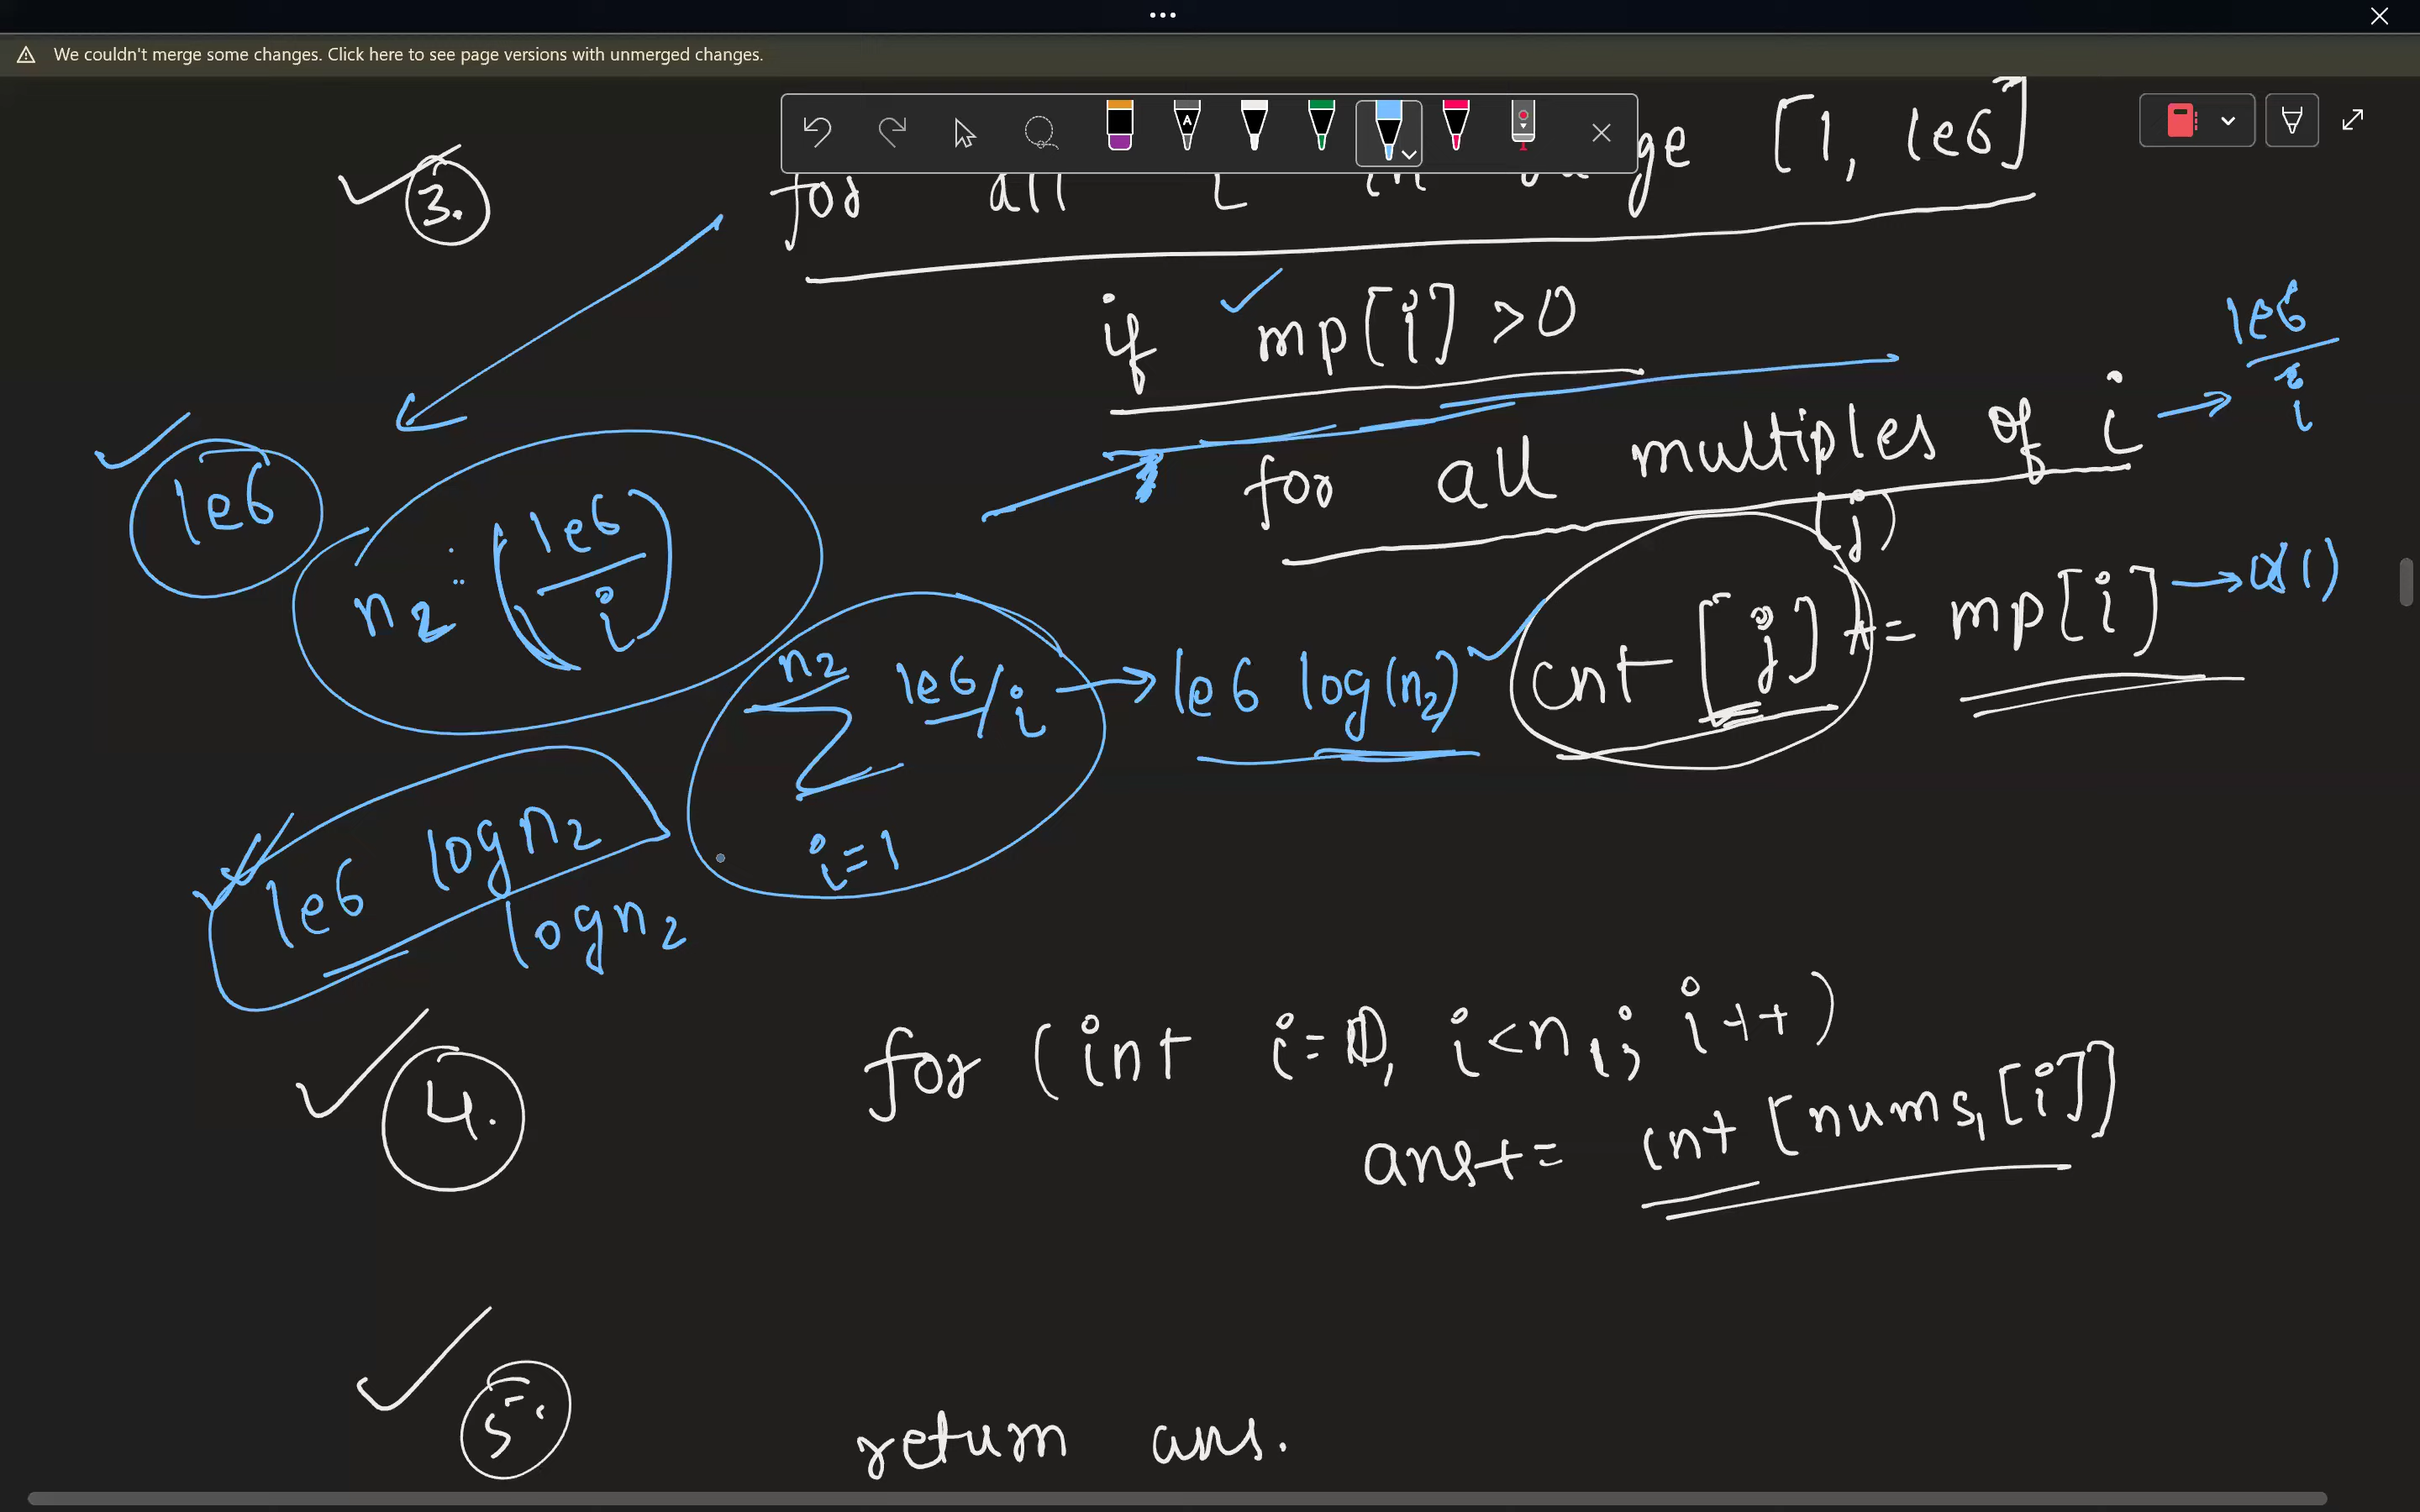 We couldn't merge some changes. Click here to see page versions with unmerged changes.
3. for all i in range [1, 1e6]
if mp[i] > 0
1e6
i
for all multiples of i →
(j)
1e6
n2 : (1e6
i)
cnt[j] += mp[i] → O(1)
n2
∑ 1e6/i → 1e6 log(n2)
i=1
1e6 log n2
log n2
4. for (int i=0, i<n1; i++)
ans+= cnt [nums1[i]]
5. return ans.